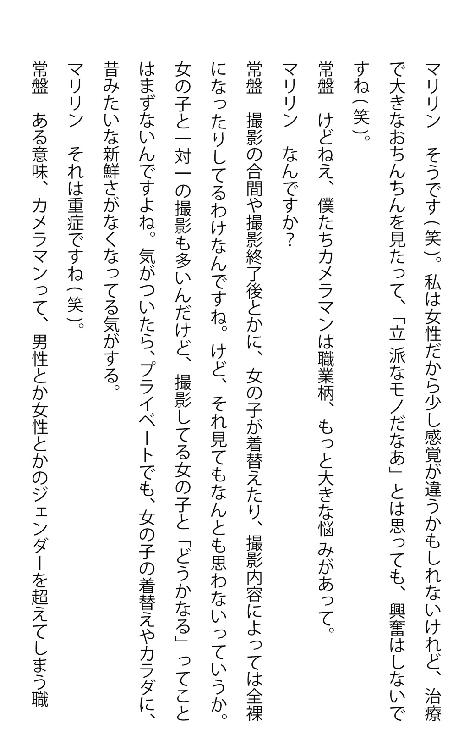 マリリン　そうです(笑)。私は女性だから少し感覚が違うかもしれないけれど、治療
で大きなおちんちんを見たって、「立派なモノだなあ」とは思っても、興奮はしないで
すね(笑)。
常盤　けどねえ、僕たちカメラマンは職業柄、もっと大きな悩みがあって。
マリリン　なんですか？
常盤　撮影の合間や撮影終了後とかに、女の子が着替えたり、撮影内容によっては全裸
になったりしてるわけなんですね。けど、それ見てもなんとも思わないっていうか。
女の子と一対一の撮影も多いんだけど、撮影してる女の子と「どうかなる」ってこと
はまずないんですよね。気がついたら、プライベートでも、女の子の着替えやカラダに、
昔みたいな新鮮さがなくなってる気がする。
マリリン　それは重症ですね(笑)。
常盤　ある意味、カメラマンって、男性とか女性とかのジェンダーを超えてしまう職